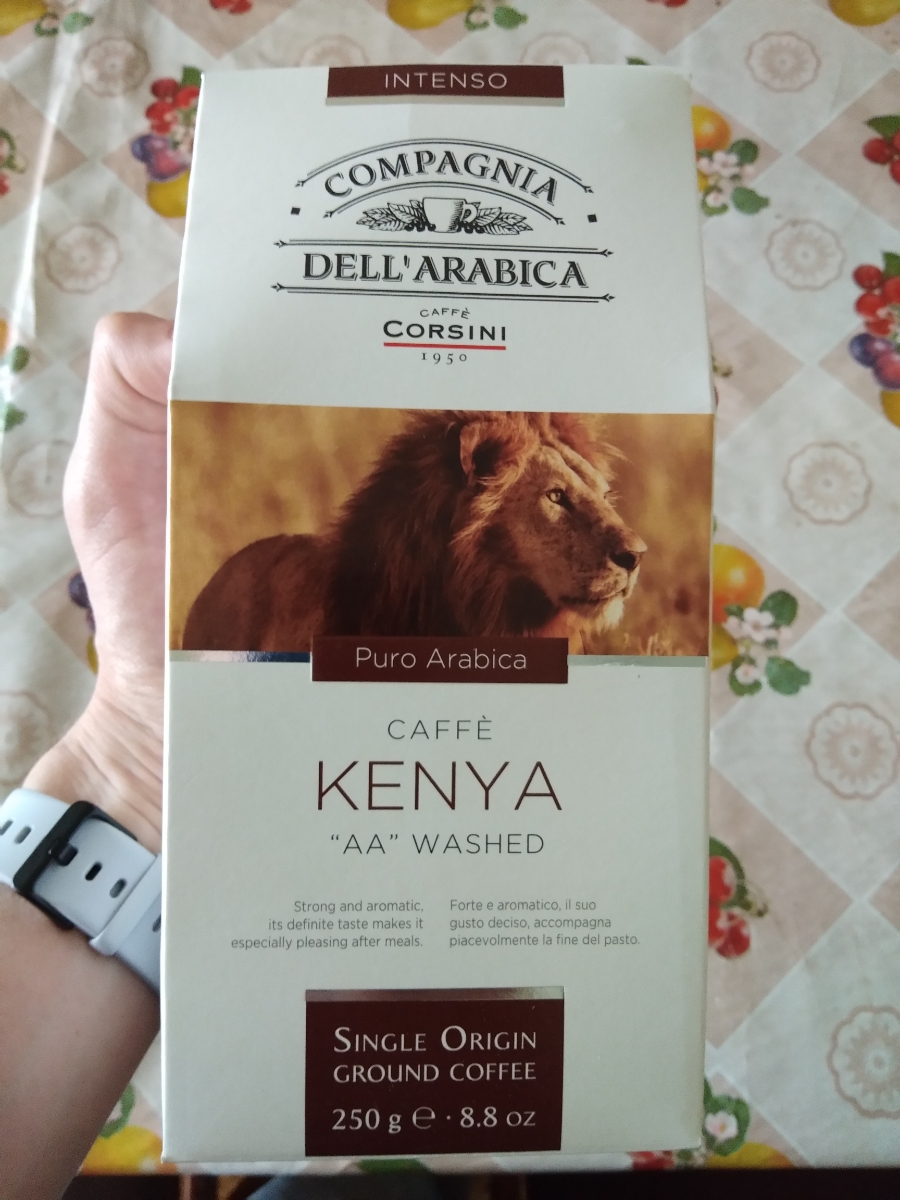 INTENSO
COMPAGNIA
DELL'ARABICA
CAFFÈ
CORSINI
1950
Puro Arabica
CAFFÈ
KENYA
“AA” WASHED
Strong and aromatic,
its definite taste makes it
especially pleasing after meals.
Forte e aromatico, il suo
gusto deciso, accompagna
piacevolmente la fine del pasto.
SINGLE ORIGIN
GROUND COFFEE
250 g ℮ · 8.8 OZ